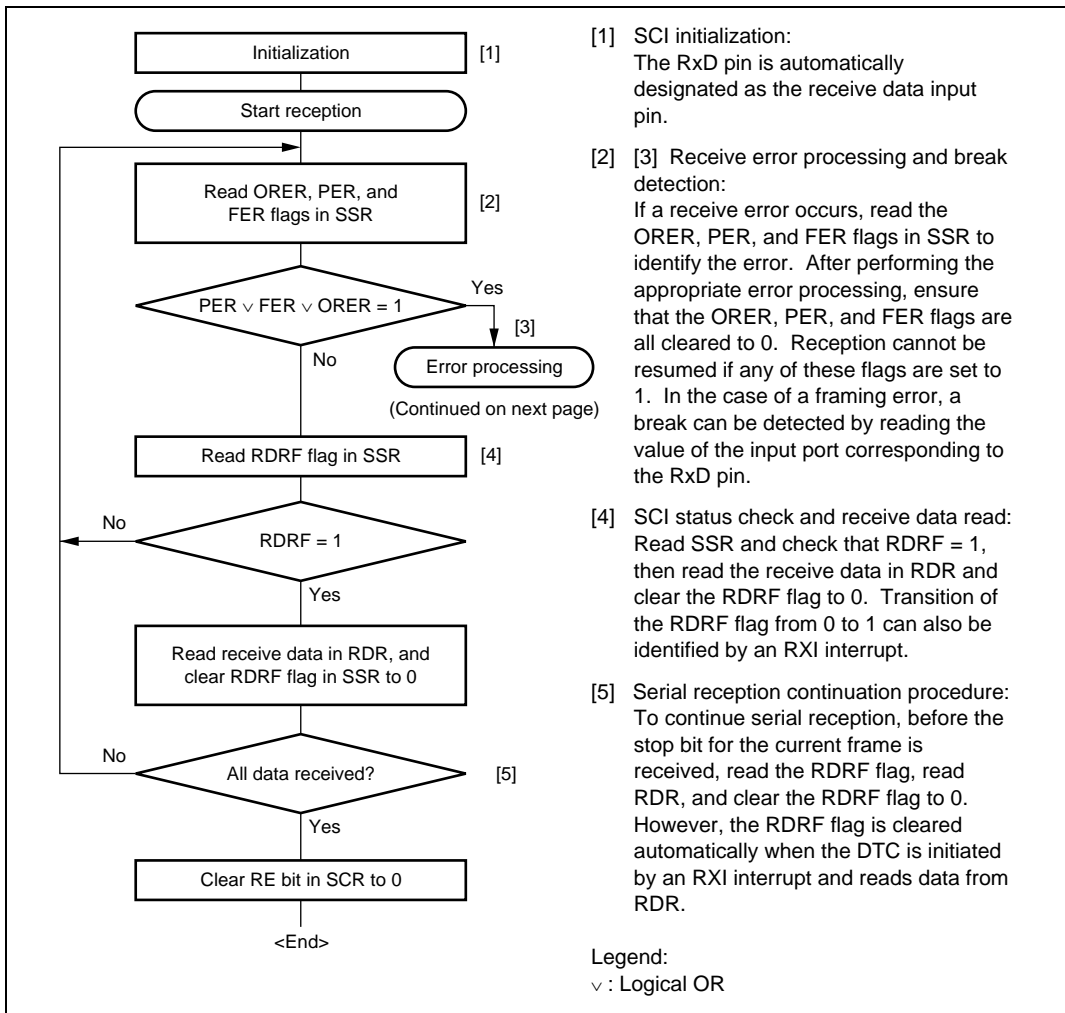 Initialization
[1]
Start reception
Read ORER, PER, and
FER flags in SSR
[2]
PER ∨ FER ∨ ORER = 1
Yes
[3]
No
Error processing
(Continued on next page)
Read RDRF flag in SSR
[4]
No
RDRF = 1
Yes
Read receive data in RDR, and
clear RDRF flag in SSR to 0
No
All data received?
[5]
Yes
Clear RE bit in SCR to 0
<End>
[1] SCI initialization:
The RxD pin is automatically
designated as the receive data input
pin.
[2] [3] Receive error processing and break
detection:
If a receive error occurs, read the
ORER, PER, and FER flags in SSR to
identify the error. After performing the
appropriate error processing, ensure
that the ORER, PER, and FER flags are
all cleared to 0. Reception cannot be
resumed if any of these flags are set to
1. In the case of a framing error, a
break can be detected by reading the
value of the input port corresponding to
the RxD pin.
[4] SCI status check and receive data read:
Read SSR and check that RDRF = 1,
then read the receive data in RDR and
clear the RDRF flag to 0. Transition of
the RDRF flag from 0 to 1 can also be
identified by an RXI interrupt.
[5] Serial reception continuation procedure:
To continue serial reception, before the
stop bit for the current frame is
received, read the RDRF flag, read
RDR, and clear the RDRF flag to 0.
However, the RDRF flag is cleared
automatically when the DTC is initiated
by an RXI interrupt and reads data from
RDR.
Legend:
∨ : Logical OR